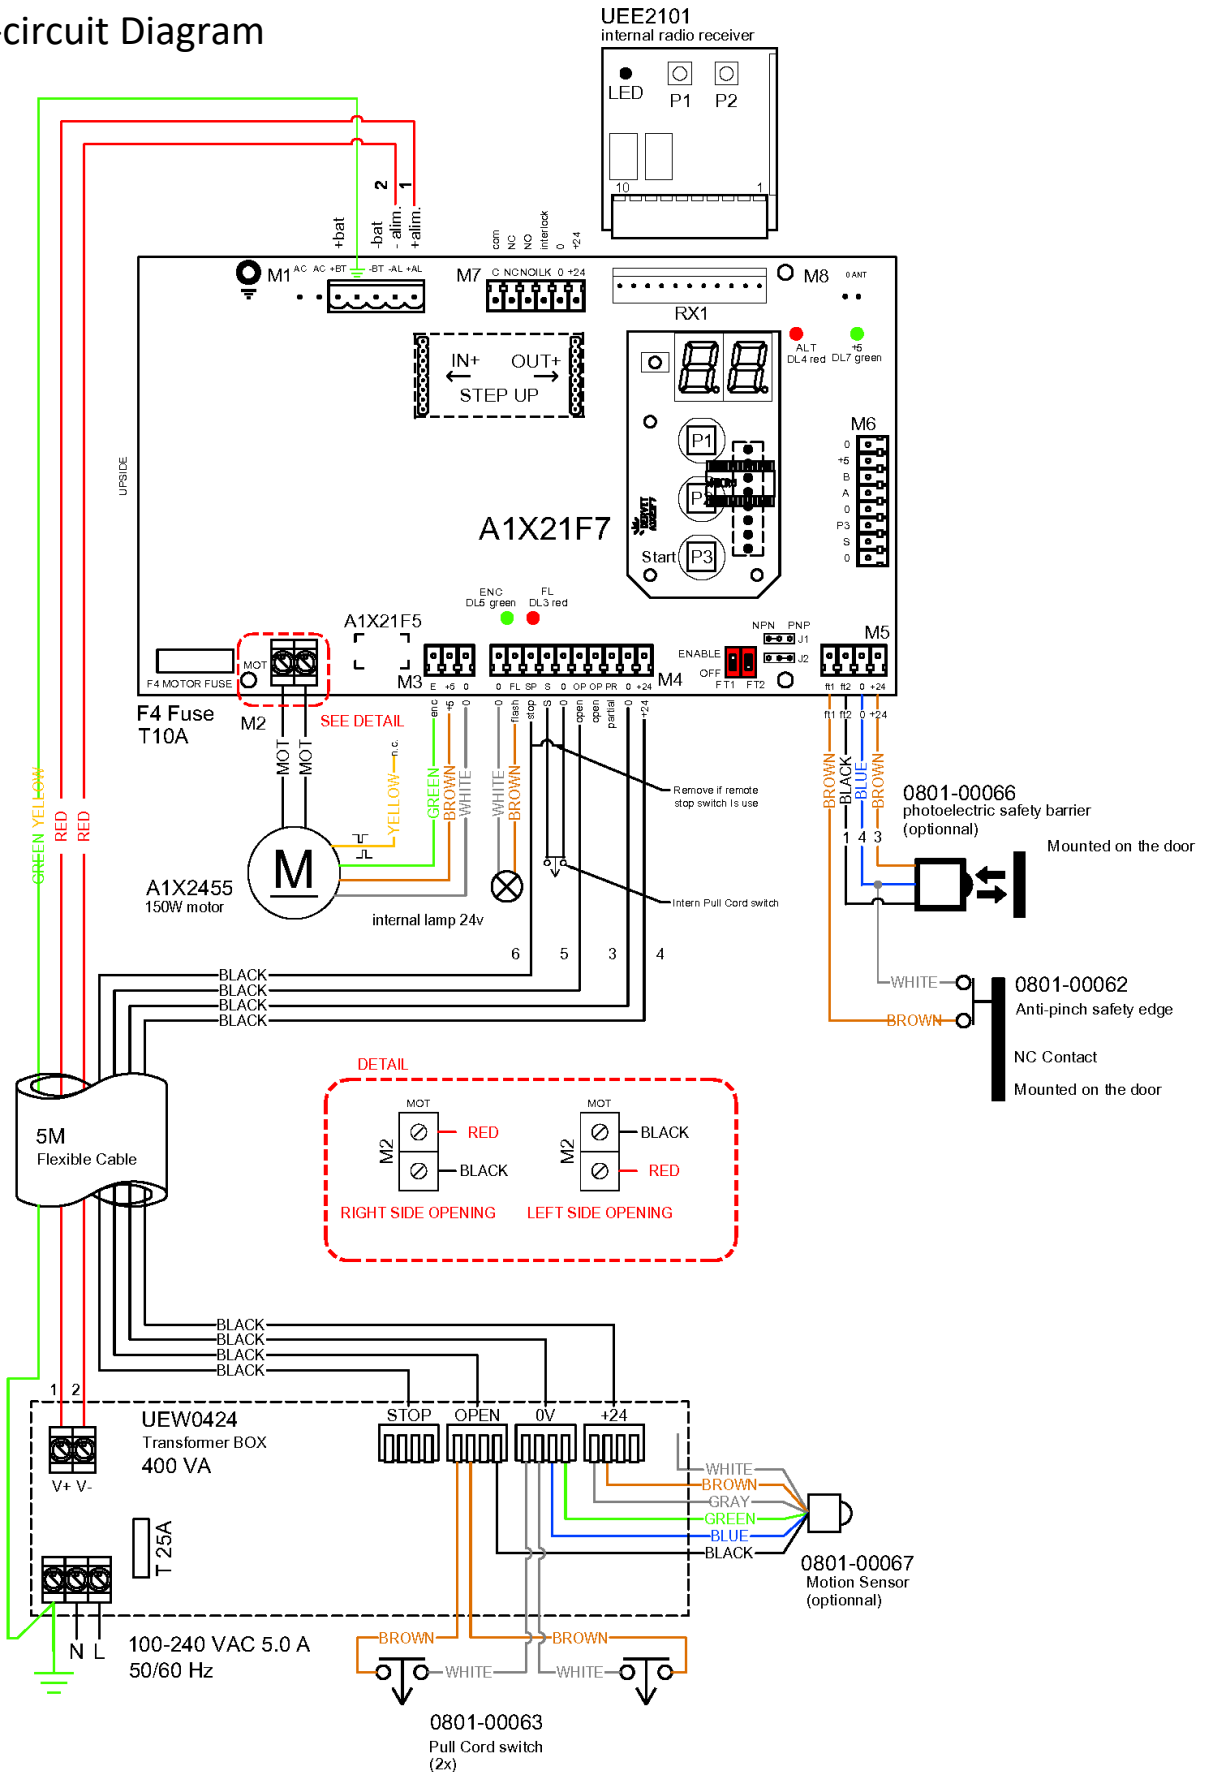 -circuit Diagram
UEE2101
internal radio receiver
LED
P1 P2
10 1
2 1
+bat
-bat
- alim.
+alim.
com
NC
NO
interlock
0
+24
M1 AC AC +BT -BT -AL +AL
M7 C NC NO ILK 0 +24
RX1
M8 0 ANT
IN+ OUT+
STEP UP
ALT
DL4 red
+5
DL7 green
UPSIDE
P1
P2
Start P3
A1X21F7
M6
0
+5
B
A
0
P3
S
0
ENC
DL5 green
FL
DL3 red
A1X21F5
NPN PNP
J1
J2
ENABLE
OFF
FT1 FT2
MOT
F4 MOTOR FUSE
M3 E +5 0
0 FL SP S 0 OP OP PR 0 +24 M4
M5
ft1 ft2 0 +24
F4 Fuse
T10A
M2
SEE DETAIL
enc
+5
0
0
flash
stop
S
0
open
open
partial
0
+24
ft1 ft2 0 +24
MOT
MOT
n.c.
YELLOW
GREEN
BROWN
WHITE
WHITE
BROWN
Remove if remote
stop switch is use
BROWN
BLACK
BLUE
BROWN
1 4 3
0801-00066
photoelectric safety barrier
(optionnal)
Mounted on the door
GREEN YELLOW
RED
RED
M
A1X2455
150W motor
internal lamp 24v
Intern Pull Cord switch
6 5 3 4
BLACK
BLACK
BLACK
BLACK
WHITE
BROWN
0801-00062
Anti-pinch safety edge
NC Contact
Mounted on the door
DETAIL
MOT
M2
RED
BLACK
RIGHT SIDE OPENING
MOT
M2
BLACK
RED
LEFT SIDE OPENING
5M
Flexible Cable
BLACK
BLACK
BLACK
BLACK
1 2
UEW0424
Transformer BOX
400 VA
V+ V-
STOP OPEN 0V +24
T 25A
WHITE
BROWN
GRAY
GREEN
BLUE
BLACK
0801-00067
Motion Sensor
(optionnal)
N L
100-240 VAC 5.0 A
50/60 Hz
BROWN BROWN
WHITE WHITE
0801-00063
Pull Cord switch
(2x)